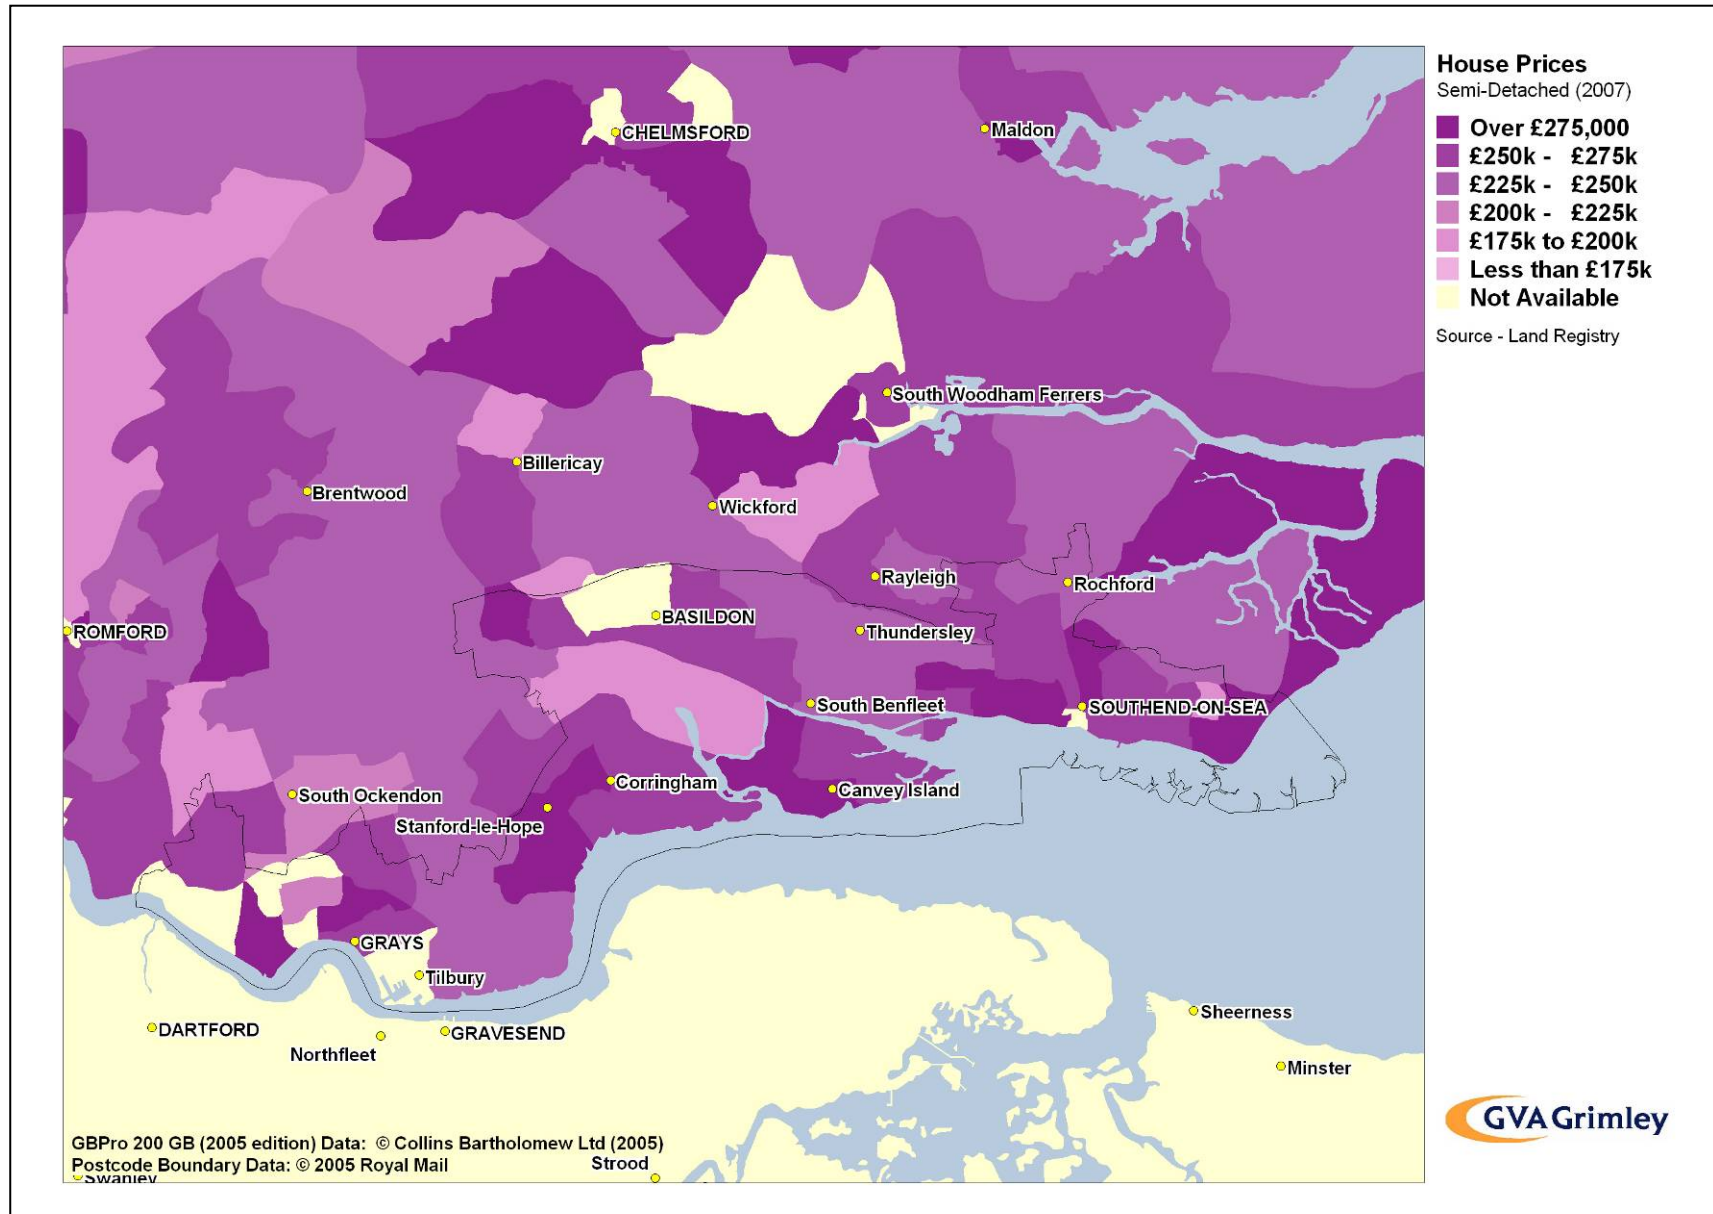 House Prices
Semi-Detached (2007)
Over £275,000
£250k - £275k
£225k - £250k
£200k - £225k
£175k to £200k
Less than £175k
Not Available
Source - Land Registry
CHELMSFORD
Maldon
South Woodham Ferrers
Billericay
Brentwood
Wickford
Rayleigh
Rochford
BASILDON
ROMFORD
Thundersley
South Benfleet
SOUTHEND-ON-SEA
Corringham
Canvey Island
South Ockendon
Stanford-le-Hope
GRAYS
Tilbury
Sheerness
DARTFORD
GRAVESEND
Northfleet
Minster
GVA Grimley
GBPro 200 GB (2005 edition) Data: © Collins Bartholomew Ltd (2005)
Postcode Boundary Data: © 2005 Royal Mail
Strood
Swanley